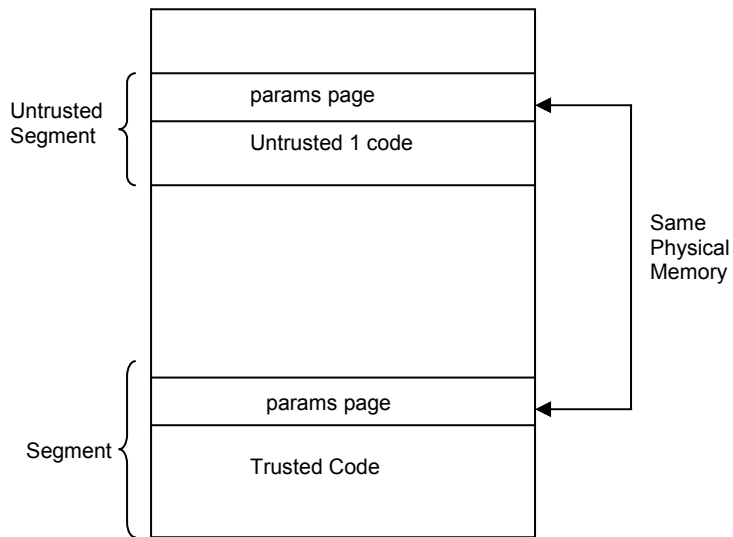 params page
Untrusted
Segment
Untrusted 1 code
Same
Physical
Memory
params page
Segment
Trusted Code